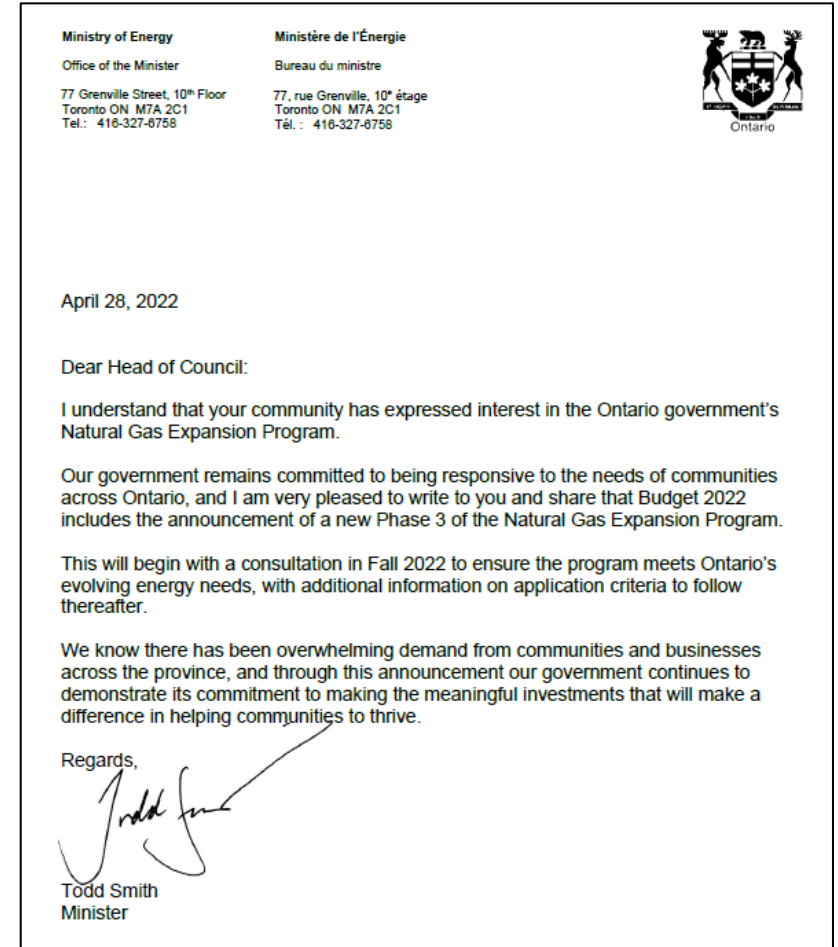 Ministry of Energy
Office of the Minister
77 Grenville Street, 10th Floor
Toronto ON M7A 2C1
Tel.: 416-327-6758
Ministère de l'Énergie
Bureau du ministre
77, rue Grenville, 10e étage
Toronto ON M7A 2C1
Tél. : 416-327-6758
Ontario
April 28, 2022
Dear Head of Council:
I understand that your community has expressed interest in the Ontario government's
Natural Gas Expansion Program.
Our government remains committed to being responsive to the needs of communities
across Ontario, and I am very pleased to write to you and share that Budget 2022
includes the announcement of a new Phase 3 of the Natural Gas Expansion Program.
This will begin with a consultation in Fall 2022 to ensure the program meets Ontario's
evolving energy needs, with additional information on application criteria to follow
thereafter.
We know there has been overwhelming demand from communities and businesses
across the province, and through this announcement our government continues to
demonstrate its commitment to making the meaningful investments that will make a
difference in helping communities to thrive.
Regards,
Todd Smith
Minister